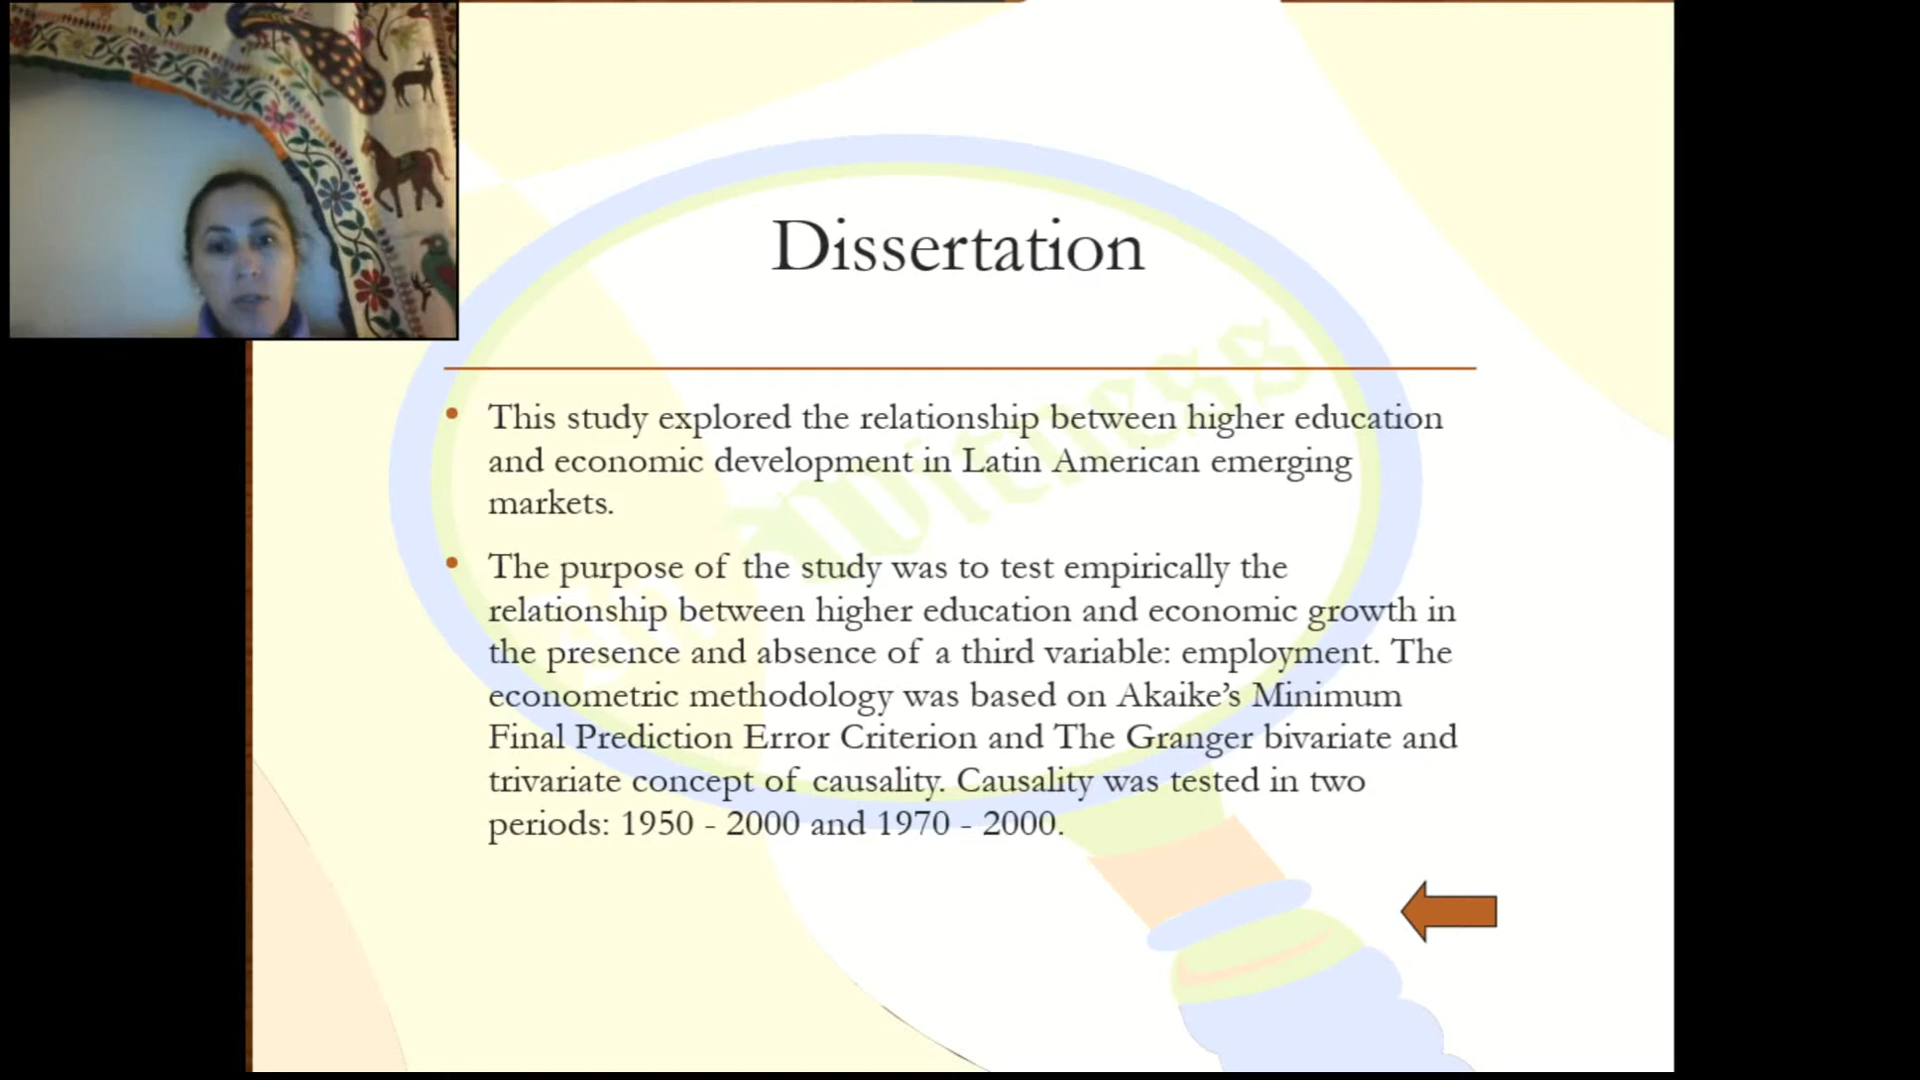 Dissertation
This study explored the relationship between higher education
and economic development in Latin American emerging
markets.
The purpose of the study was to test empirically the
relationship between higher education and economic growth in
the presence and absence of a third variable: employment. The
econometric methodology was based on Akaike’s Minimum
Final Prediction Error Criterion and The Granger bivariate and
trivariate concept of causality. Causality was tested in two
periods: 1950 - 2000 and 1970 - 2000.
Witness